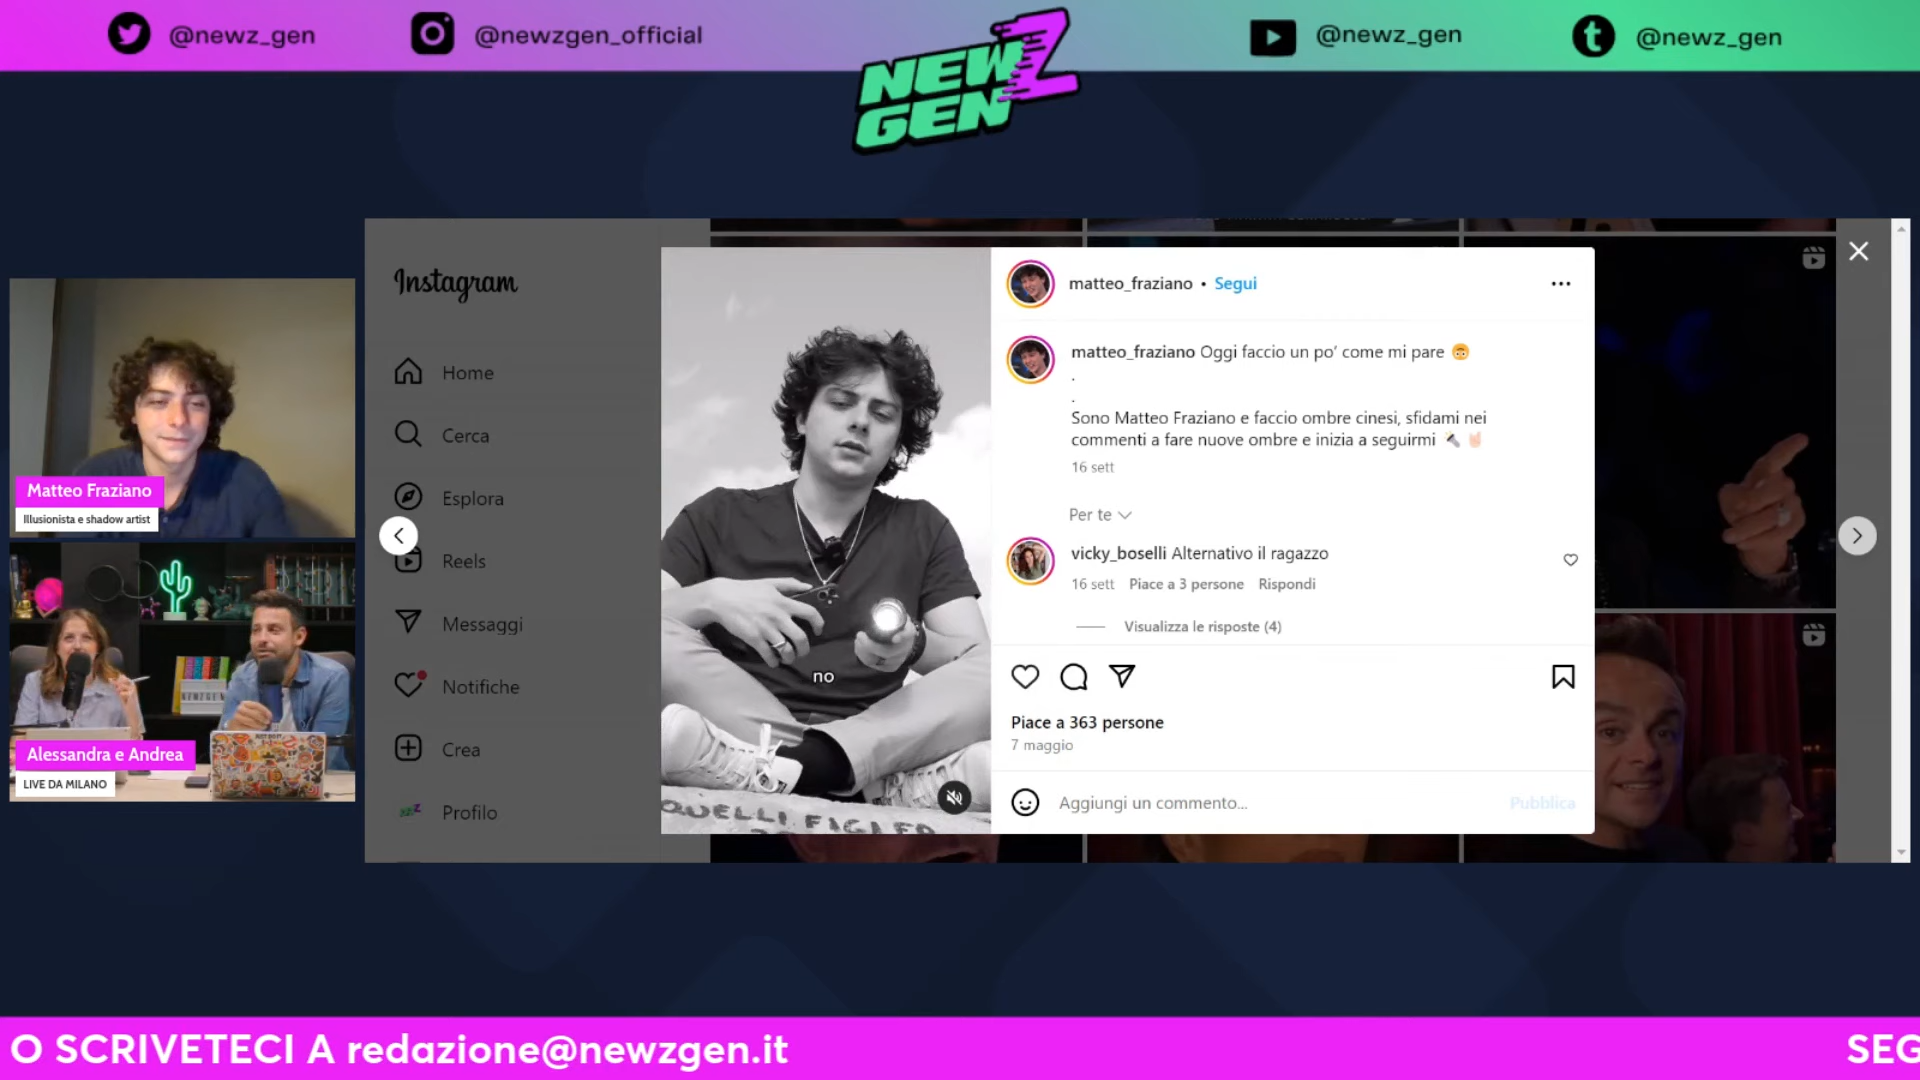 @newz_gen
@newzgen_official
NEW Z
GEN
@newz_gen
@newz_gen
Instagram
Home
Cerca
Esplora
Reels
Messaggi
Notifiche
Crea
Profilo
Matteo Fraziano
Illusionista e shadow artist
NEWZGEN
Alessandra e Andrea
LIVE DA MILANO
no
QUELLI FIGI ED
matteo_fraziano • Segui
matteo_fraziano Oggi faccio un po’ come mi pare 🙃
.
.
Sono Matteo Fraziano e faccio ombre cinesi, sfidami nei
commenti a fare nuove ombre e inizia a seguirmi 🔦 🤘🏻
16 sett
Per te
vicky_boselli Alternativo il ragazzo
16 sett Piace a 3 persone Rispondi
Visualizza le risposte (4)
Piace a 363 persone
7 maggio
Aggiungi un commento...
Pubblica
O SCRIVETECI A redazione@newzgen.it
SEG